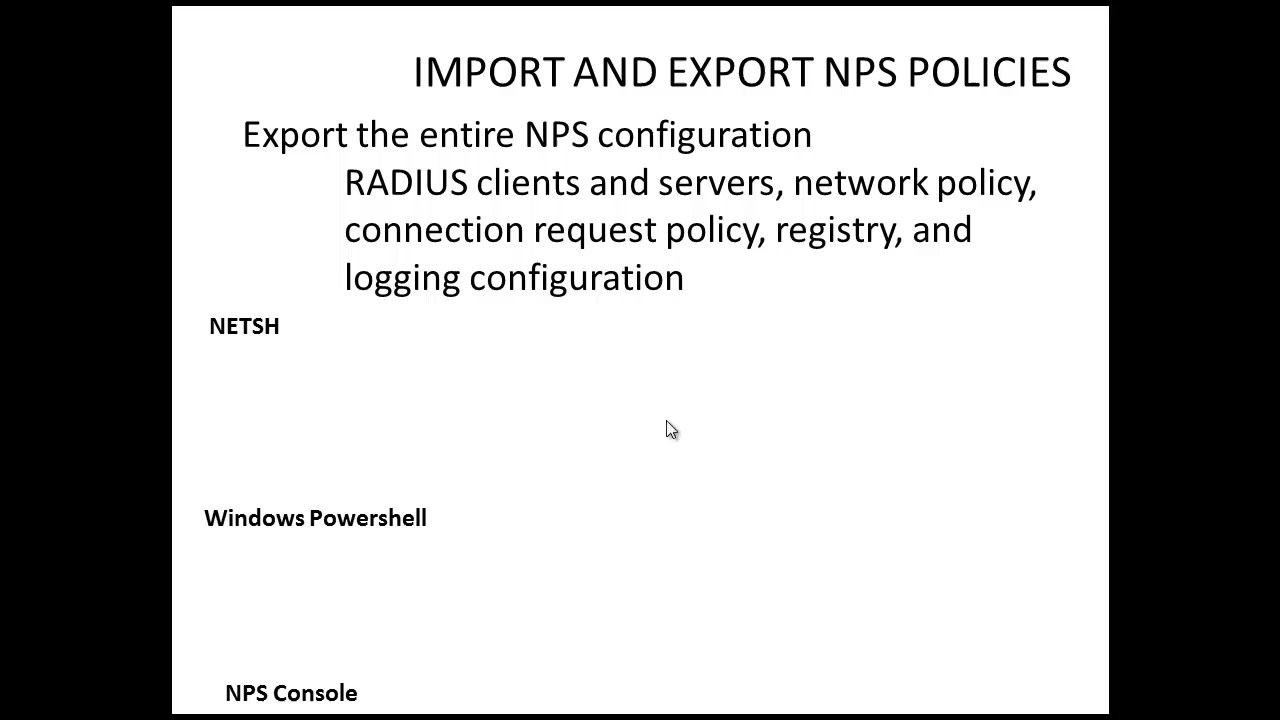 IMPORT AND EXPORT NPS POLICIES
Export the entire NPS configuration
RADIUS clients and servers, network policy,
connection request policy, registry, and
logging configuration
NETSH
Windows Powershell
NPS Console